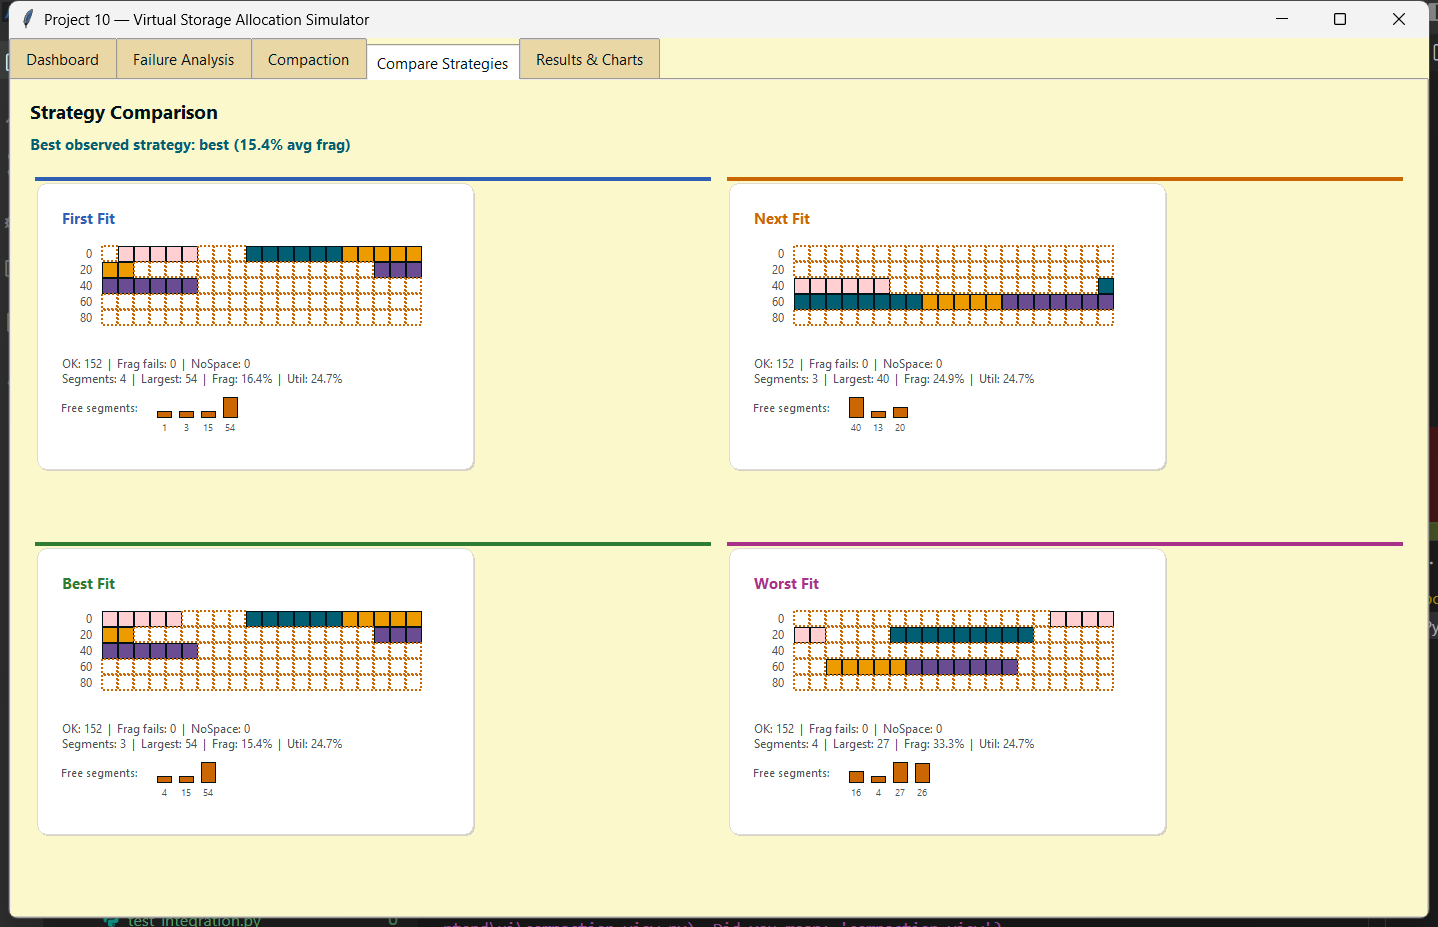 Project 10 — Virtual Storage Allocation Simulator
Dashboard Failure Analysis Compaction Compare Strategies Results & Charts
Strategy Comparison
Best observed strategy: best (15.4% avg frag)
First Fit
0
20
40
60
80
OK: 152 | Frag fails: 0 | NoSpace: 0
Segments: 4 | Largest: 54 | Frag: 16.4% | Util: 24.7%
Free segments:
1 3 15 54
Next Fit
0
20
40
60
80
OK: 152 | Frag fails: 0 | NoSpace: 0
Segments: 3 | Largest: 40 | Frag: 24.9% | Util: 24.7%
Free segments:
40 13 20
Best Fit
0
20
40
60
80
OK: 152 | Frag fails: 0 | NoSpace: 0
Segments: 3 | Largest: 54 | Frag: 15.4% | Util: 24.7%
Free segments:
4 15 54
Worst Fit
0
20
40
60
80
OK: 152 | Frag fails: 0 | NoSpace: 0
Segments: 4 | Largest: 27 | Frag: 33.3% | Util: 24.7%
Free segments:
16 4 27 26
test_integration.py